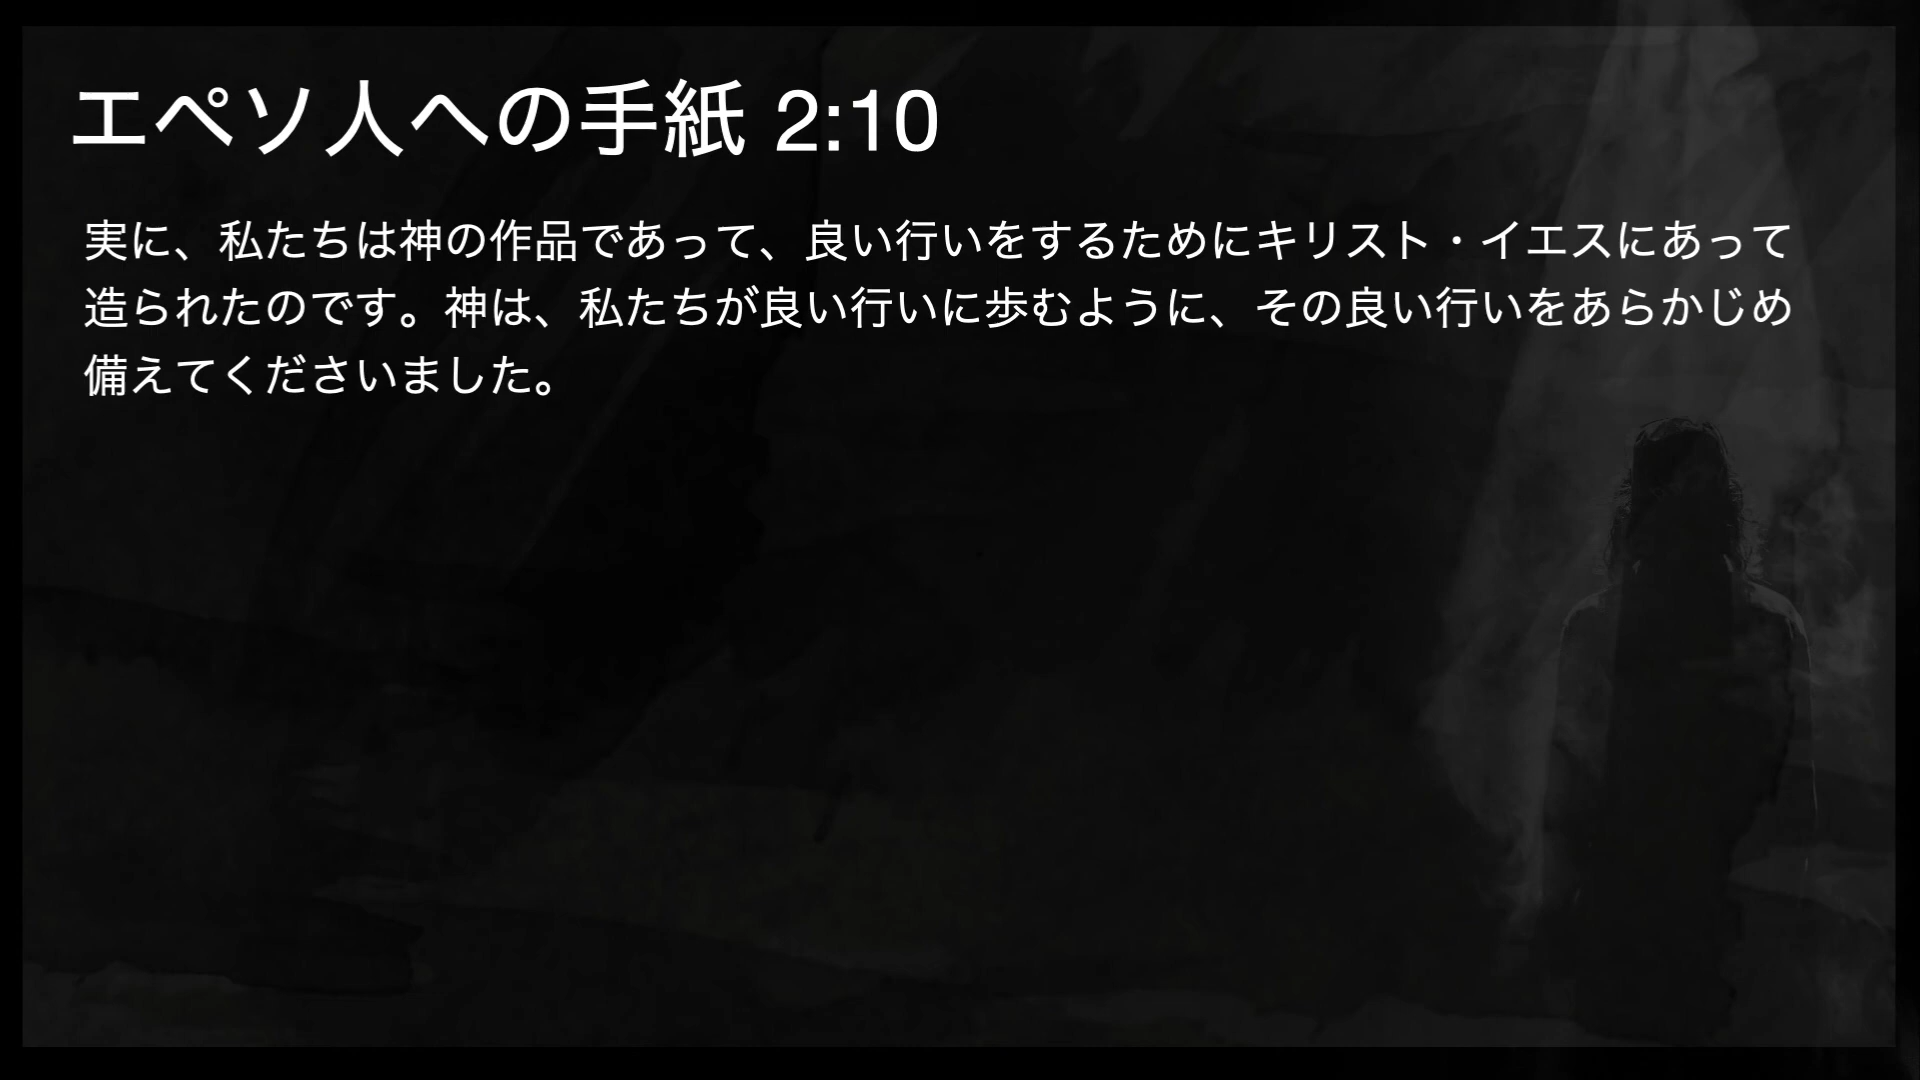 エペソ人への手紙 2:10
実に、私たちは神の作品であって、良い行いをするためにキリスト・イエスにあって
造られたのです。神は、私たちが良い行いに歩むように、その良い行いをあらかじめ
備えてくださいました。